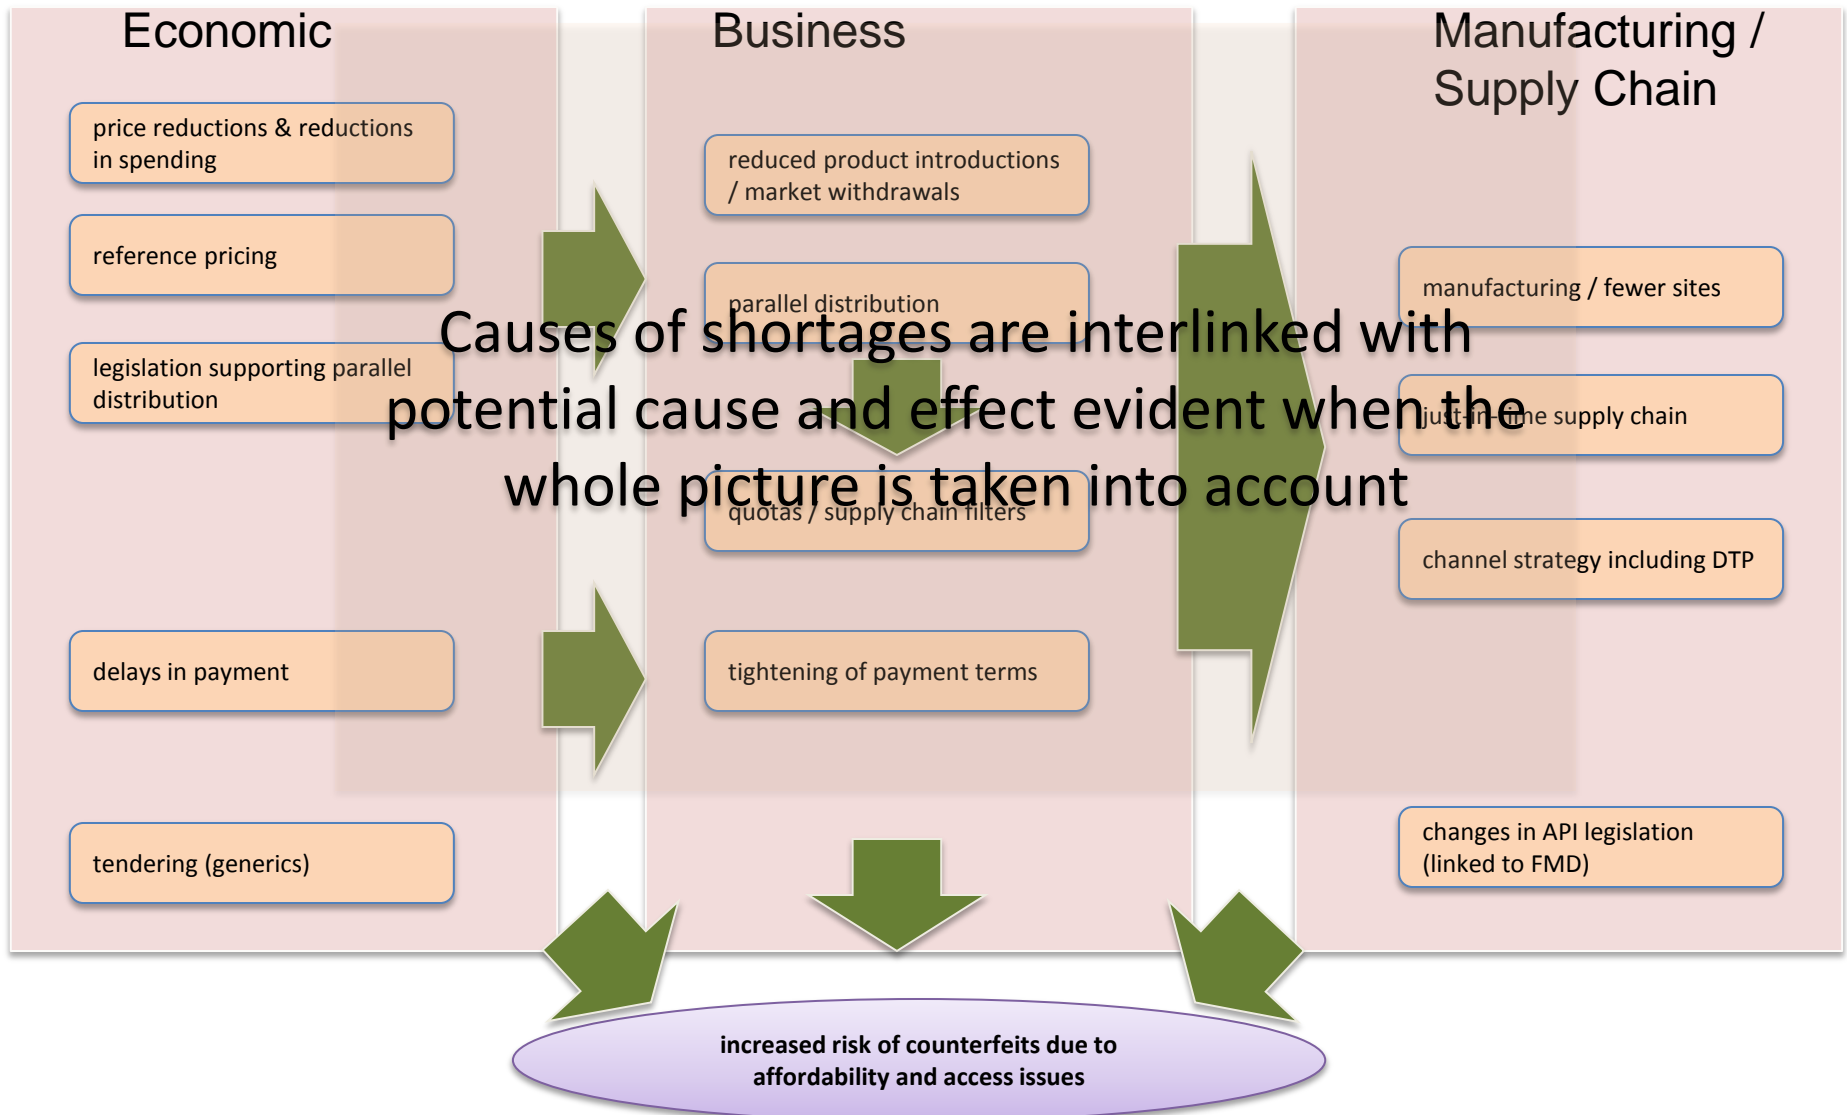 Economic
price reductions & reductions
in spending
reference pricing
legislation supporting parallel
distribution
delays in payment
tendering (generics)
Business
reduced product introductions
/ market withdrawals
parallel distribution
quotas / supply chain filters
tightening of payment terms
Manufacturing /
Supply Chain
manufacturing / fewer sites
just-in-time supply chain
channel strategy including DTP
changes in API legislation
(linked to FMD)
Causes of shortages are interlinked with
potential cause and effect evident when the
whole picture is taken into account
increased risk of counterfeits due to
affordability and access issues